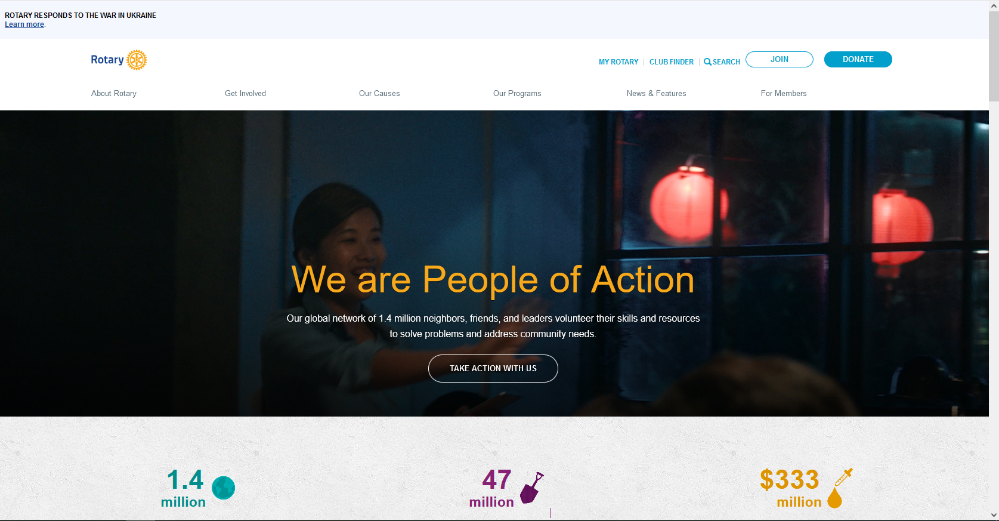 ROTARY RESPONDS TO THE WAR IN UKRAINE
Learn more.
Rotary
MY ROTARY
CLUB FINDER
SEARCH
JOIN
DONATE
About Rotary
Get Involved
Our Causes
Our Programs
News & Features
For Members
We are People of Action
Our global network of 1.4 million neighbors, friends, and leaders volunteer their skills and resources
to solve problems and address community needs.
TAKE ACTION WITH US
1.4
million
47
million
$333
million